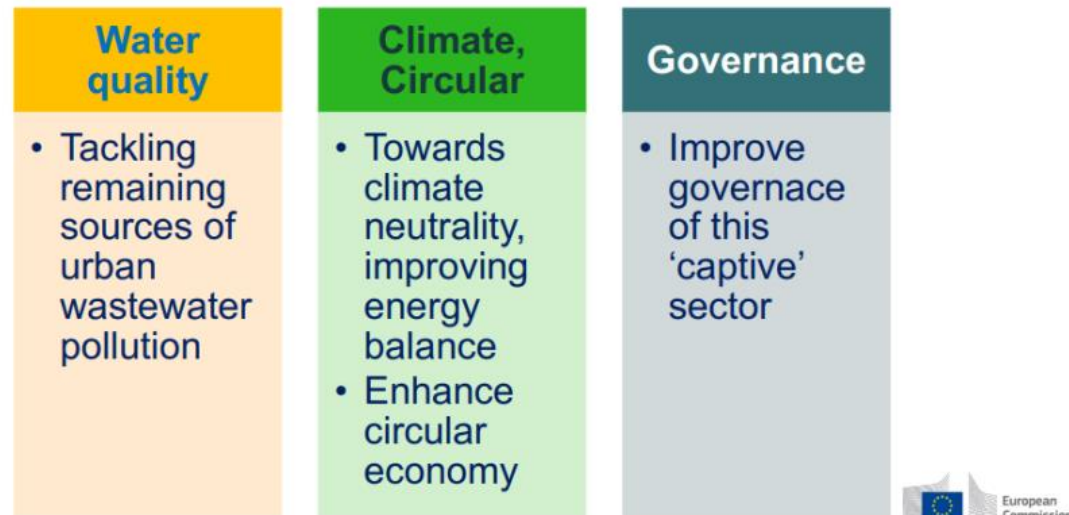 Water
quality
• Tackling
remaining
sources of
urban
wastewater
pollution
Climate,
Circular
• Towards
climate
neutrality,
improving
energy
balance
• Enhance
circular
economy
Governance
• Improve
governace
of this
‘captive’
sector
European
Commission